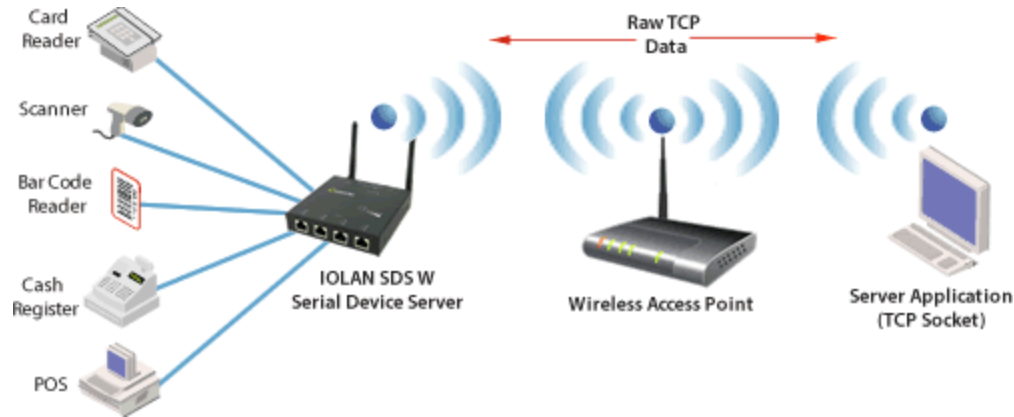 Card
Reader
Scanner
Bar Code
Reader
Cash
Register
POS
IOLAN SDS W
Serial Device Server
Raw TCP
Data
Wireless Access Point
Server Application
(TCP Socket)